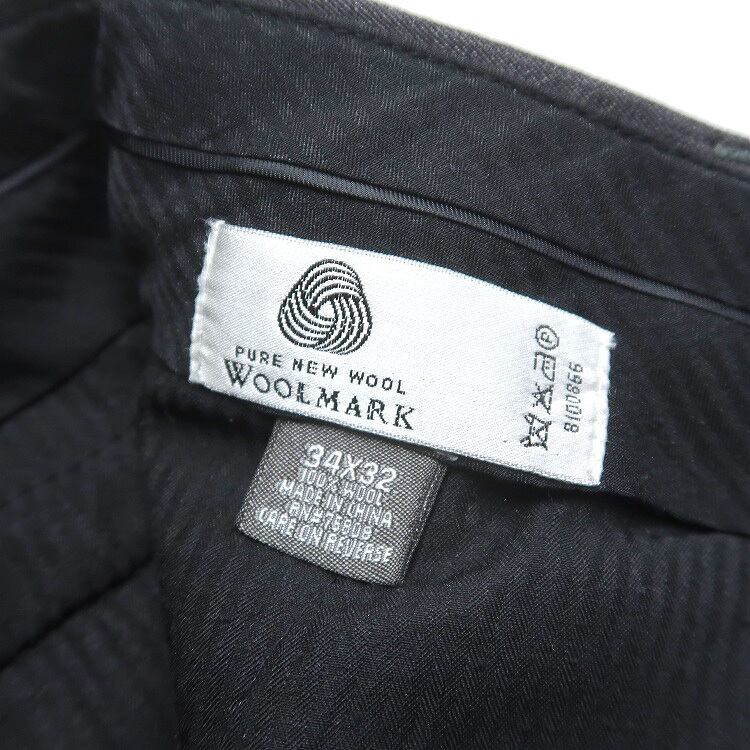 PURE NEW WOOL
WOOLMARK
P
8100866
34X32
100% WOOL
MADE IN CHINA
CARE ON REVERSE